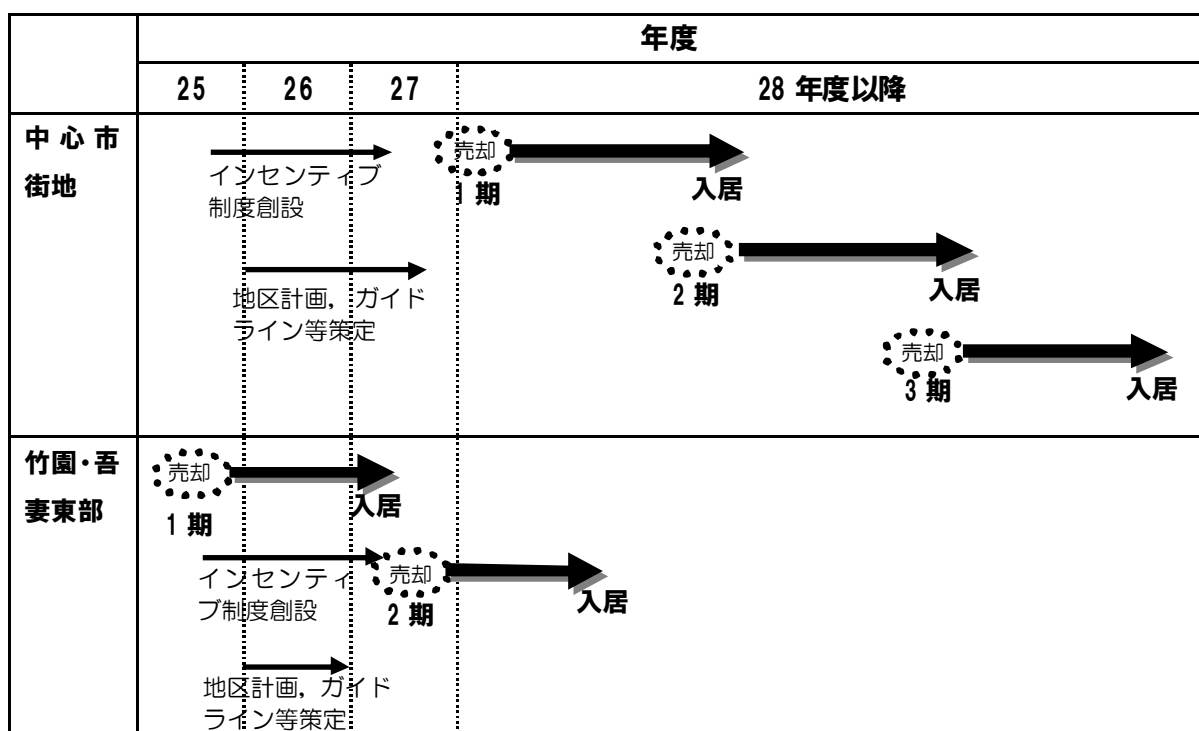 年度
25 26 27 28 年度以降
中心市
街地
インセンティブ
制度創設
売却
1 期
入居
地区計画，ガイド
ライン等策定
売却
2 期
入居
売却
3 期
入居
竹園・吾
妻東部
売却
1 期
入居
インセンティ
ブ制度創設
売却
2 期
入居
地区計画，ガイド
ライン等策定